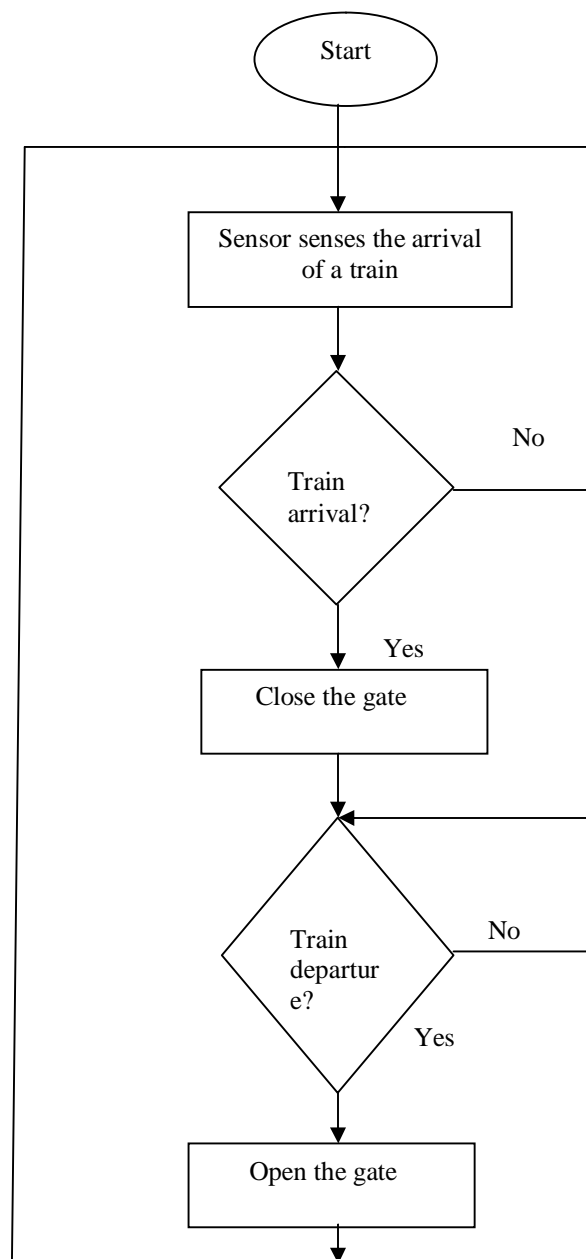 Start
Sensor senses the arrival
of a train
No
Train
arrival?
Yes
Close the gate
No
Train
departur
e?
Yes
Open the gate